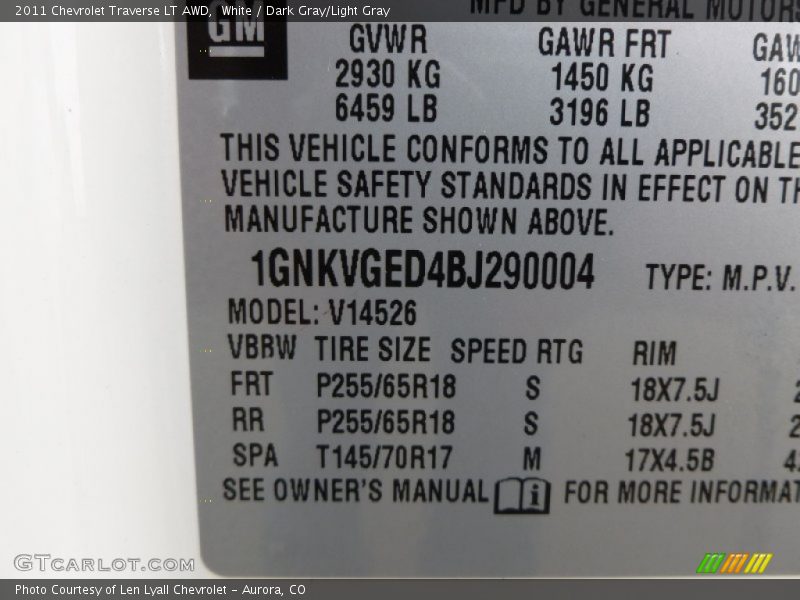 2011 Chevrolet Traverse LT AWD, White / Dark Gray/Light Gray
MFD BY GENERAL MOTORS
GM
GVWR GAWR FRT
2930 KG 1450 KG
6459 LB 3196 LB
THIS VEHICLE CONFORMS TO ALL APPLICABLE
VEHICLE SAFETY STANDARDS IN EFFECT ON
MANUFACTURE SHOWN ABOVE.
1GNKVGED4BJ290004 TYPE: M.P.V.
MODEL: V14526
VBBW TIRE SIZE SPEED RTG RIM
FRT P255/65R18 S 18X7.5J
RR P255/65R18 S 18X7.5J
SPA T145/70R17 M 17X4.5B
SEE OWNER'S MANUAL i FOR MORE
GTCARLOT.COM
Photo Courtesy of Len Lyall Chevrolet - Aurora, CO